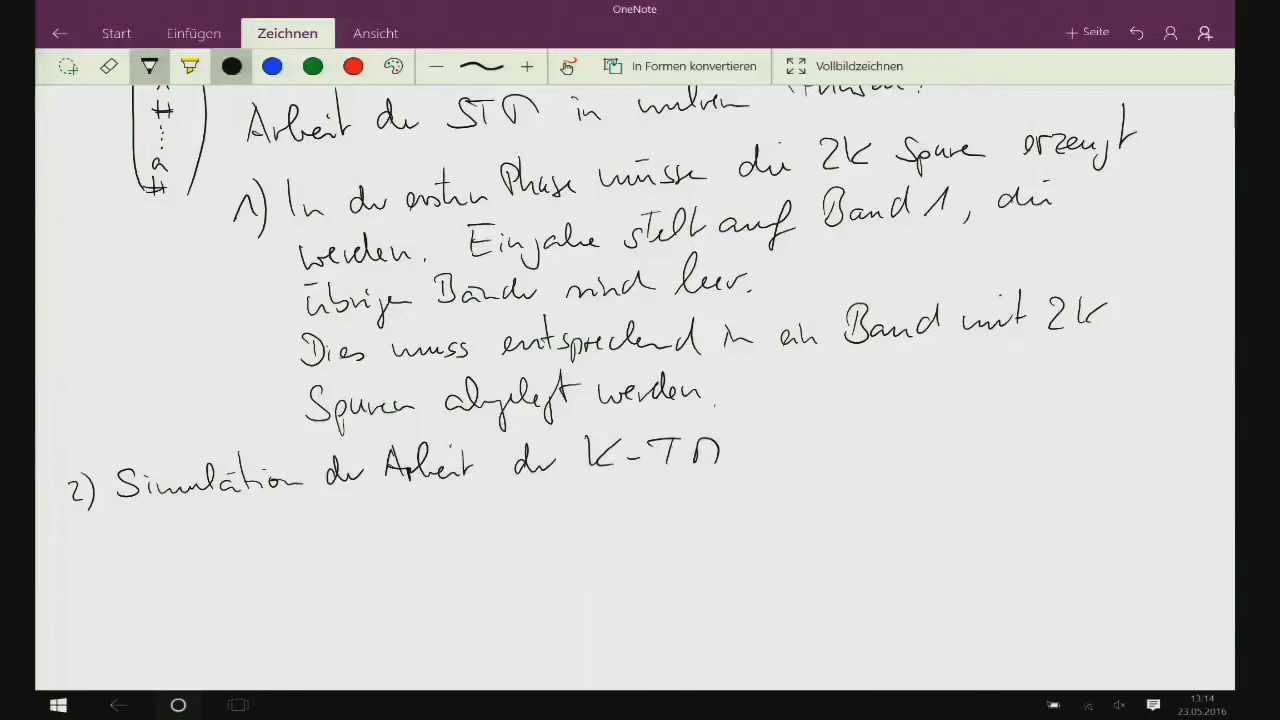 OneNote
Start Einfügen Zeichnen Ansicht
Seite
In Formen konvertieren
Vollbildzeichnen
#
a
#
Arbeit der STM in mehreren
1) In der ersten Phase müssen die 2K Spuren erzeugt
werden. Eingabe steht auf Band 1, die
übrigen Bänder sind leer.
Dies muss entsprechend in ein Band mit 2K
Spuren abgelegt werden.
2) Simulation der Arbeit der K-TM
13:14
23.05.2016